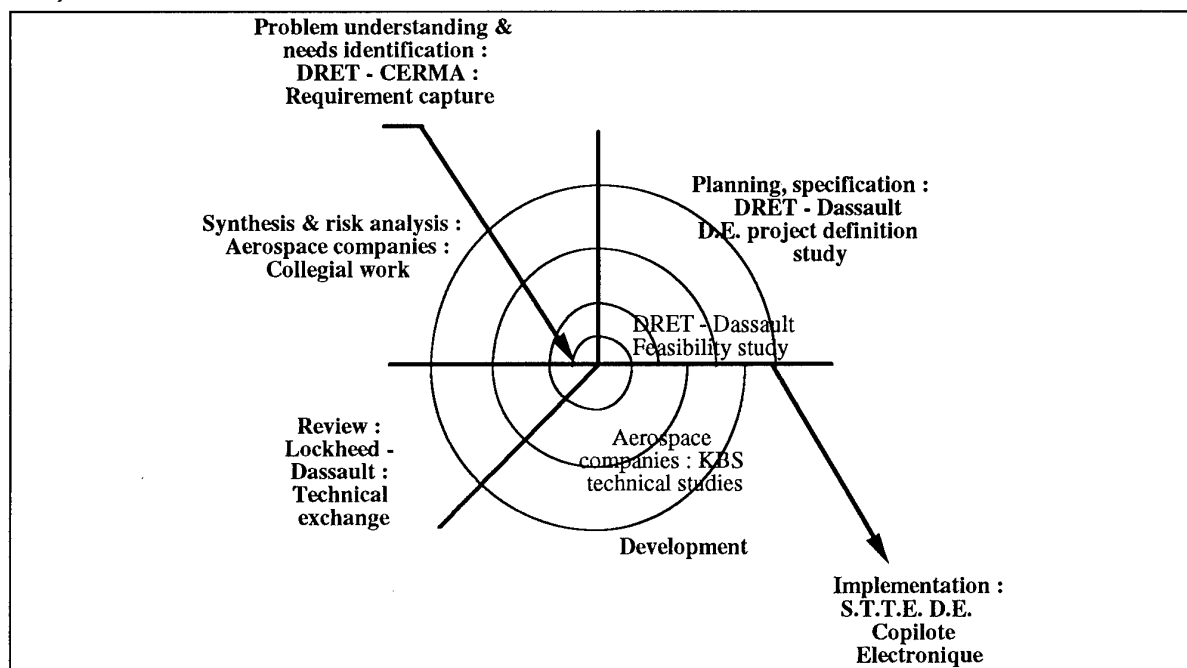 Problem understanding &
needs identification :
DRET - CERMA :
Requirement capture
Planning, specification :
DRET - Dassault
D.E. project definition
study
Synthesis & risk analysis :
Aerospace companies :
Collegial work
DRET - Dassault
Feasibility study
Review :
Lockheed -
Dassault :
Technical
exchange
Aerospace
companies : KBS
technical studies
Development
Implementation :
S.T.T.E. D.E.
Copilote
Electronique